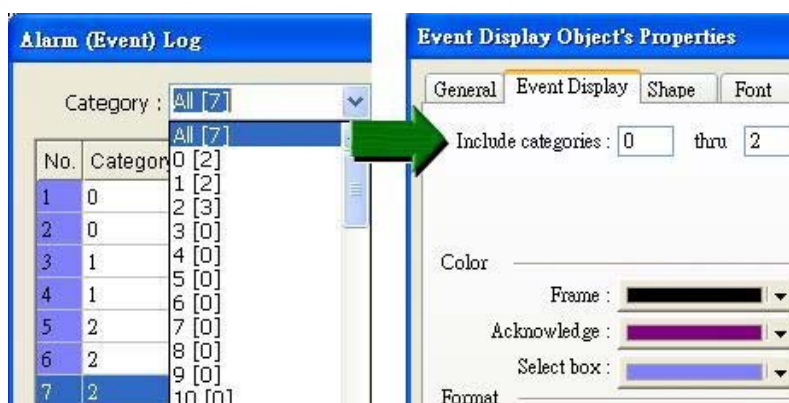 Alarm (Event) Log
Category : All [7]
All [7]
0 [2]
1 [2]
2 [3]
3 [0]
4 [0]
5 [0]
6 [0]
7 [0]
8 [0]
9 [0]
10 [0]
No. Categor
1 0
2 0
3 1
4 1
5 2
6 2
7 2
Event Display Object's Properties
General Event Display Shape Font
Include categories : 0 thru 2
Color
Frame :
Acknowledge :
Select box :
Format